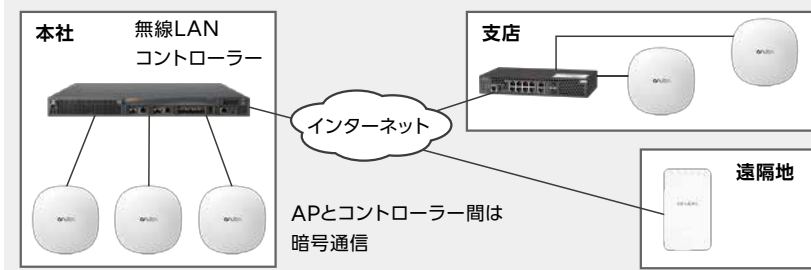 本社
無線LAN
コントローラー
インターネット
支店
遠隔地
APとコントローラー間は
暗号通信